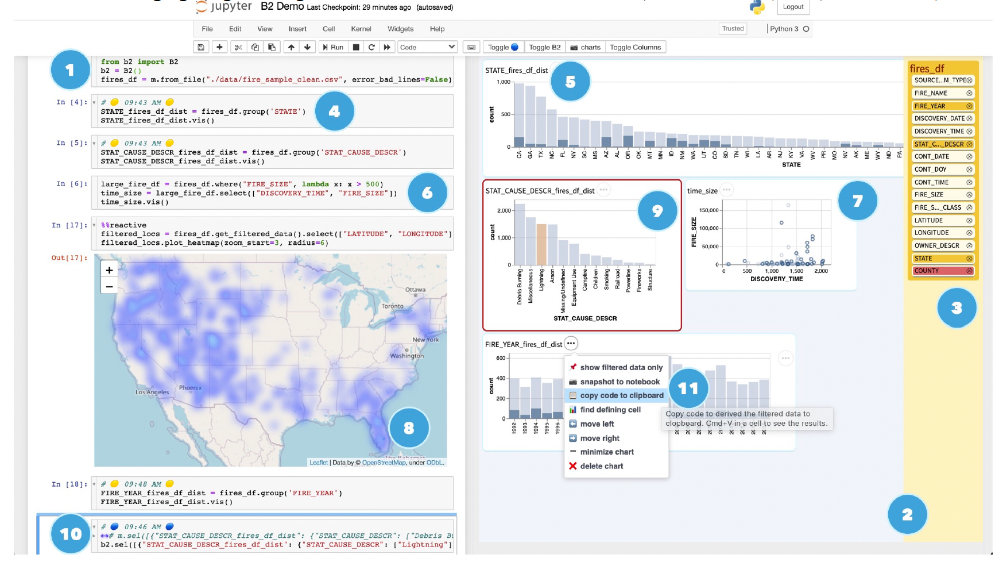 jupyter B2 Demo Last Checkpoint: 29 minutes ago (autosaved)
Logout
File Edit View Insert Cell Kernel Widgets Help
Trusted
Python 3
Run
Code
Toggle
Toggle B2
charts
Toggle Columns
1
from b2 import B2
b2 = B2()
fires_df = m.from_file("./data/fire_sample_clean.csv", error_bad_lines=False)
In [4]:
# 09:43 AM
STATE_fires_df_dist = fires_df.group('STATE')
STATE_fires_df_dist.vis()
4
In [5]:
# 09:43 AM
STAT_CAUSE_DESCR_fires_df_dist = fires_df.group('STAT_CAUSE_DESCR')
STAT_CAUSE_DESCR_fires_df_dist.vis()
In [6]:
large_fire_df = fires_df.where("FIRE_SIZE", lambda x: x > 500)
time_size = large_fire_df.select(["DISCOVERY_TIME", "FIRE_SIZE"])
time_size.vis()
6
In [17]:
%%reactive
filtered_locs = fires_df.get_filtered_data().select(["LATITUDE", "LONGITUDE"]
filtered_locs.plot_heatmap(zoom_start=3, radius=6)
Out[17]:
+
−
Ottawa
Toronto
New York
Washington
Phoenix
Los Angeles
8
The Bahamas
Leaflet | Data by © OpenStreetMap, under ODbL.
In [18]:
# 09:48 AM
FIRE_YEAR_fires_df_dist = fires_df.group('FIRE_YEAR')
FIRE_YEAR_fires_df_dist.vis()
10
# 09:46 AM
# m.sel([{"STAT_CAUSE_DESCR_fires_df_dist": {"STAT_CAUSE_DESCR": ["Debris Bu
b2.sel([{"STAT_CAUSE_DESCR_fires_df_dist": {"STAT_CAUSE_DESCR": ["Lightning"]
STATE_fires_df_dist
5
1,000
500
0
count
CA GA TX NC FL NY SC MS AZ AL OR OK MT MN ID NM WA UT CO SD TN WI LA AR NJ KY VA WV PR MO NV AK ME WY ND PA
STATE
STAT_CAUSE_DESCR_fires_df_dist
9
2,000
1,000
0
count
Debris Burning
Miscellaneous
Lightning
Arson
Missing/Undefined
Equipment Use
Campfire
Children
Smoking
Railroad
Powerline
Fireworks
Structure
STAT_CAUSE_DESCR
time_size
7
150,000
100,000
50,000
0
FIRE_SIZE
0 500 1,000 1,500 2,000
DISCOVERY_TIME
FIRE_YEAR_fires_df_dist
600
400
200
0
count
1992 1993 1994 1995 1996
show filtered data only
snapshot to notebook
copy code to clipboard
find defining cell
move left
move right
minimize chart
delete chart
11
Copy code to derived the filtered data to
clopboard. Cmd+V in a cell to see the results.
fires_df
SOURCE...M_TYPE
FIRE_NAME
FIRE_YEAR
DISCOVERY_DATE
DISCOVERY_TIME
STAT_C..._DESCR
CONT_DATE
CONT_DOY
CONT_TIME
FIRE_SIZE
FIRE_S..._CLASS
LATITUDE
LONGITUDE
OWNER_DESCR
STATE
COUNTY
3
2